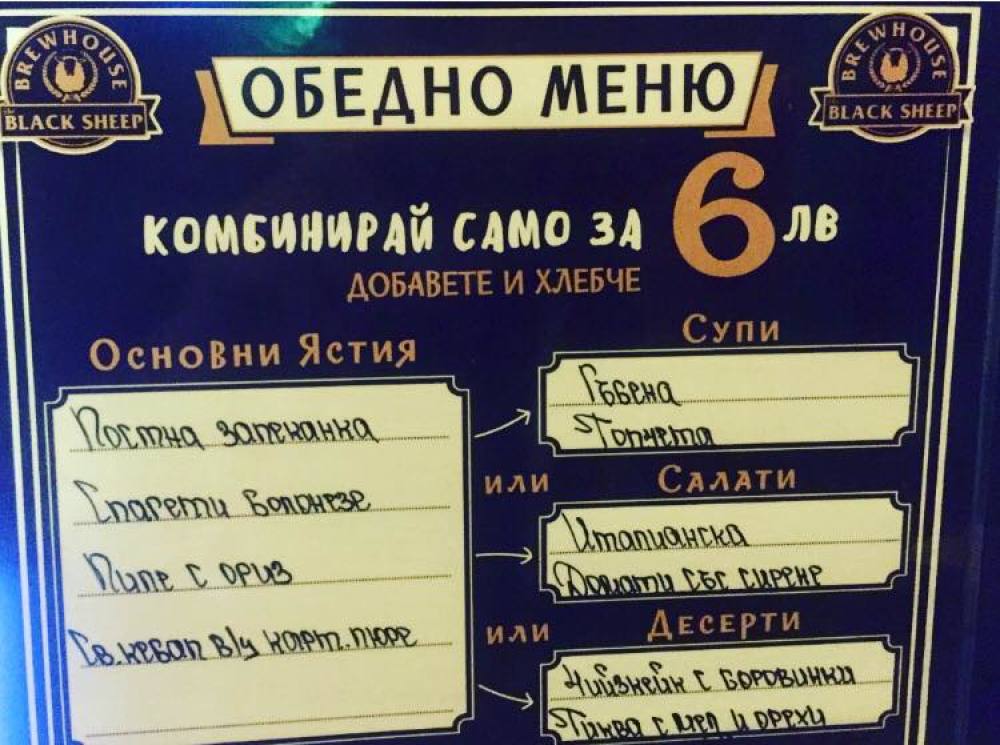 BREWHOUSE
BLACK SHEEP
ОБЕДНО МЕНЮ
BREWHOUSE
BLACK SHEEP
КОМБИНИРАЙ САМО ЗА 6 ЛВ
ДОБАВЕТЕ И ХЛЕБЧЕ
Основни Ястия
Постна запеканка
Спагети Болонезе
Пиле с ориз
Св. кебап в/у карт. пюре
Супи
Гъбена
Топчета
или
Салати
Италианска
Домати със сирене
или
Десерти
Чийзкейк с боровинки
Тиква с мед и орехи